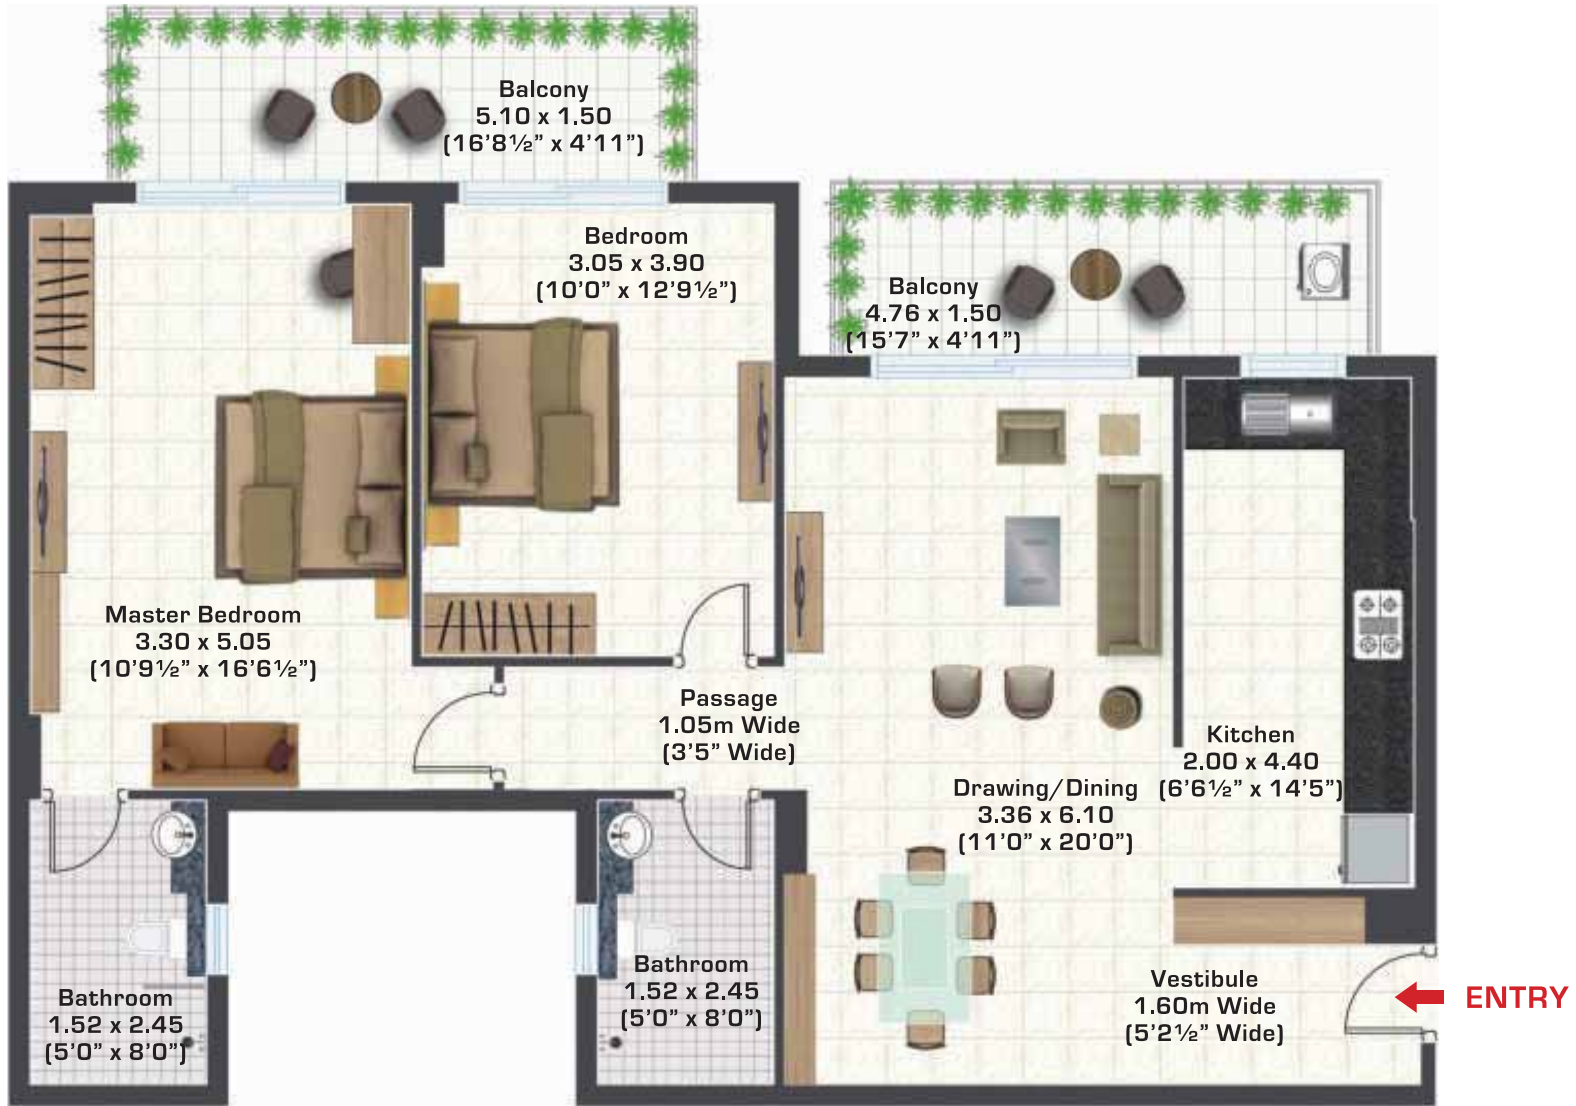 Balcony
5.10 x 1.50
(16’8½” x 4’11”)
Bedroom
3.05 x 3.90
(10’0” x 12’9½”)
Balcony
4.76 x 1.50
(15’7” x 4’11”)
Master Bedroom
3.30 x 5.05
(10’9½” x 16’6½”)
Passage
1.05m Wide
(3’5” Wide)
Kitchen
2.00 x 4.40
(6’6½” x 14’5”)
Drawing/Dining
3.36 x 6.10
(11’0” x 20’0”)
Bathroom
1.52 x 2.45
(5’0” x 8’0”)
Bathroom
1.52 x 2.45
(5’0” x 8’0”)
Vestibule
1.60m Wide
(5’2½” Wide)
ENTRY